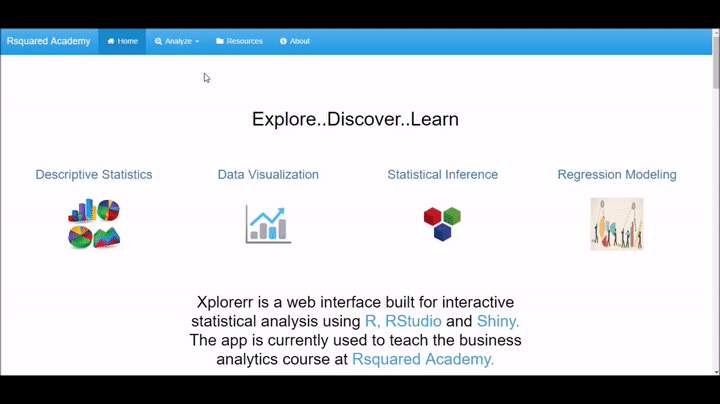 Rsquared Academy Home Analyze Resources About
Explore..Discover..Learn
Descriptive Statistics Data Visualization Statistical Inference Regression Modeling
Xplorerr is a web interface built for interactive
statistical analysis using R, RStudio and Shiny.
The app is currently used to teach the business
analytics course at Rsquared Academy.